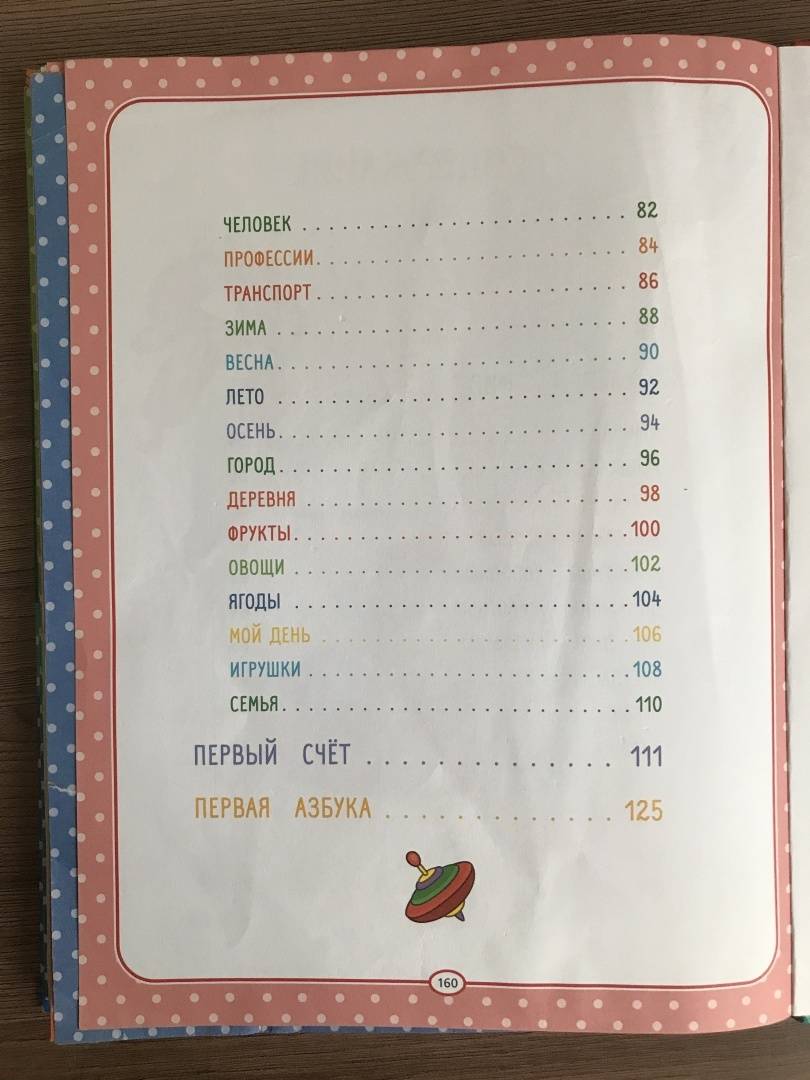 ЧЕЛОВЕК . . . . . . . . . . . . . . . . . . . . . . . . . 82
ПРОФЕССИИ. . . . . . . . . . . . . . . . . . . . . . . . 84
ТРАНСПОРТ . . . . . . . . . . . . . . . . . . . . . . . . 86
ЗИМА . . . . . . . . . . . . . . . . . . . . . . . . . . . 88
ВЕСНА. . . . . . . . . . . . . . . . . . . . . . . . . . . 90
ЛЕТО . . . . . . . . . . . . . . . . . . . . . . . . . . . 92
ОСЕНЬ. . . . . . . . . . . . . . . . . . . . . . . . . . . 94
ГОРОД. . . . . . . . . . . . . . . . . . . . . . . . . . . 96
ДЕРЕВНЯ . . . . . . . . . . . . . . . . . . . . . . . . . 98
ФРУКТЫ. . . . . . . . . . . . . . . . . . . . . . . . . .100
ОВОЩИ . . . . . . . . . . . . . . . . . . . . . . . . . .102
ЯГОДЫ . . . . . . . . . . . . . . . . . . . . . . . . . .104
МОЙ ДЕНЬ . . . . . . . . . . . . . . . . . . . . . . . .106
ИГРУШКИ . . . . . . . . . . . . . . . . . . . . . . . . .108
СЕМЬЯ. . . . . . . . . . . . . . . . . . . . . . . . . . .110
ПЕРВЫЙ СЧЁТ . . . . . . . . . . . . . . 111
ПЕРВАЯ АЗБУКА . . . . . . . . . . . . . 125
160